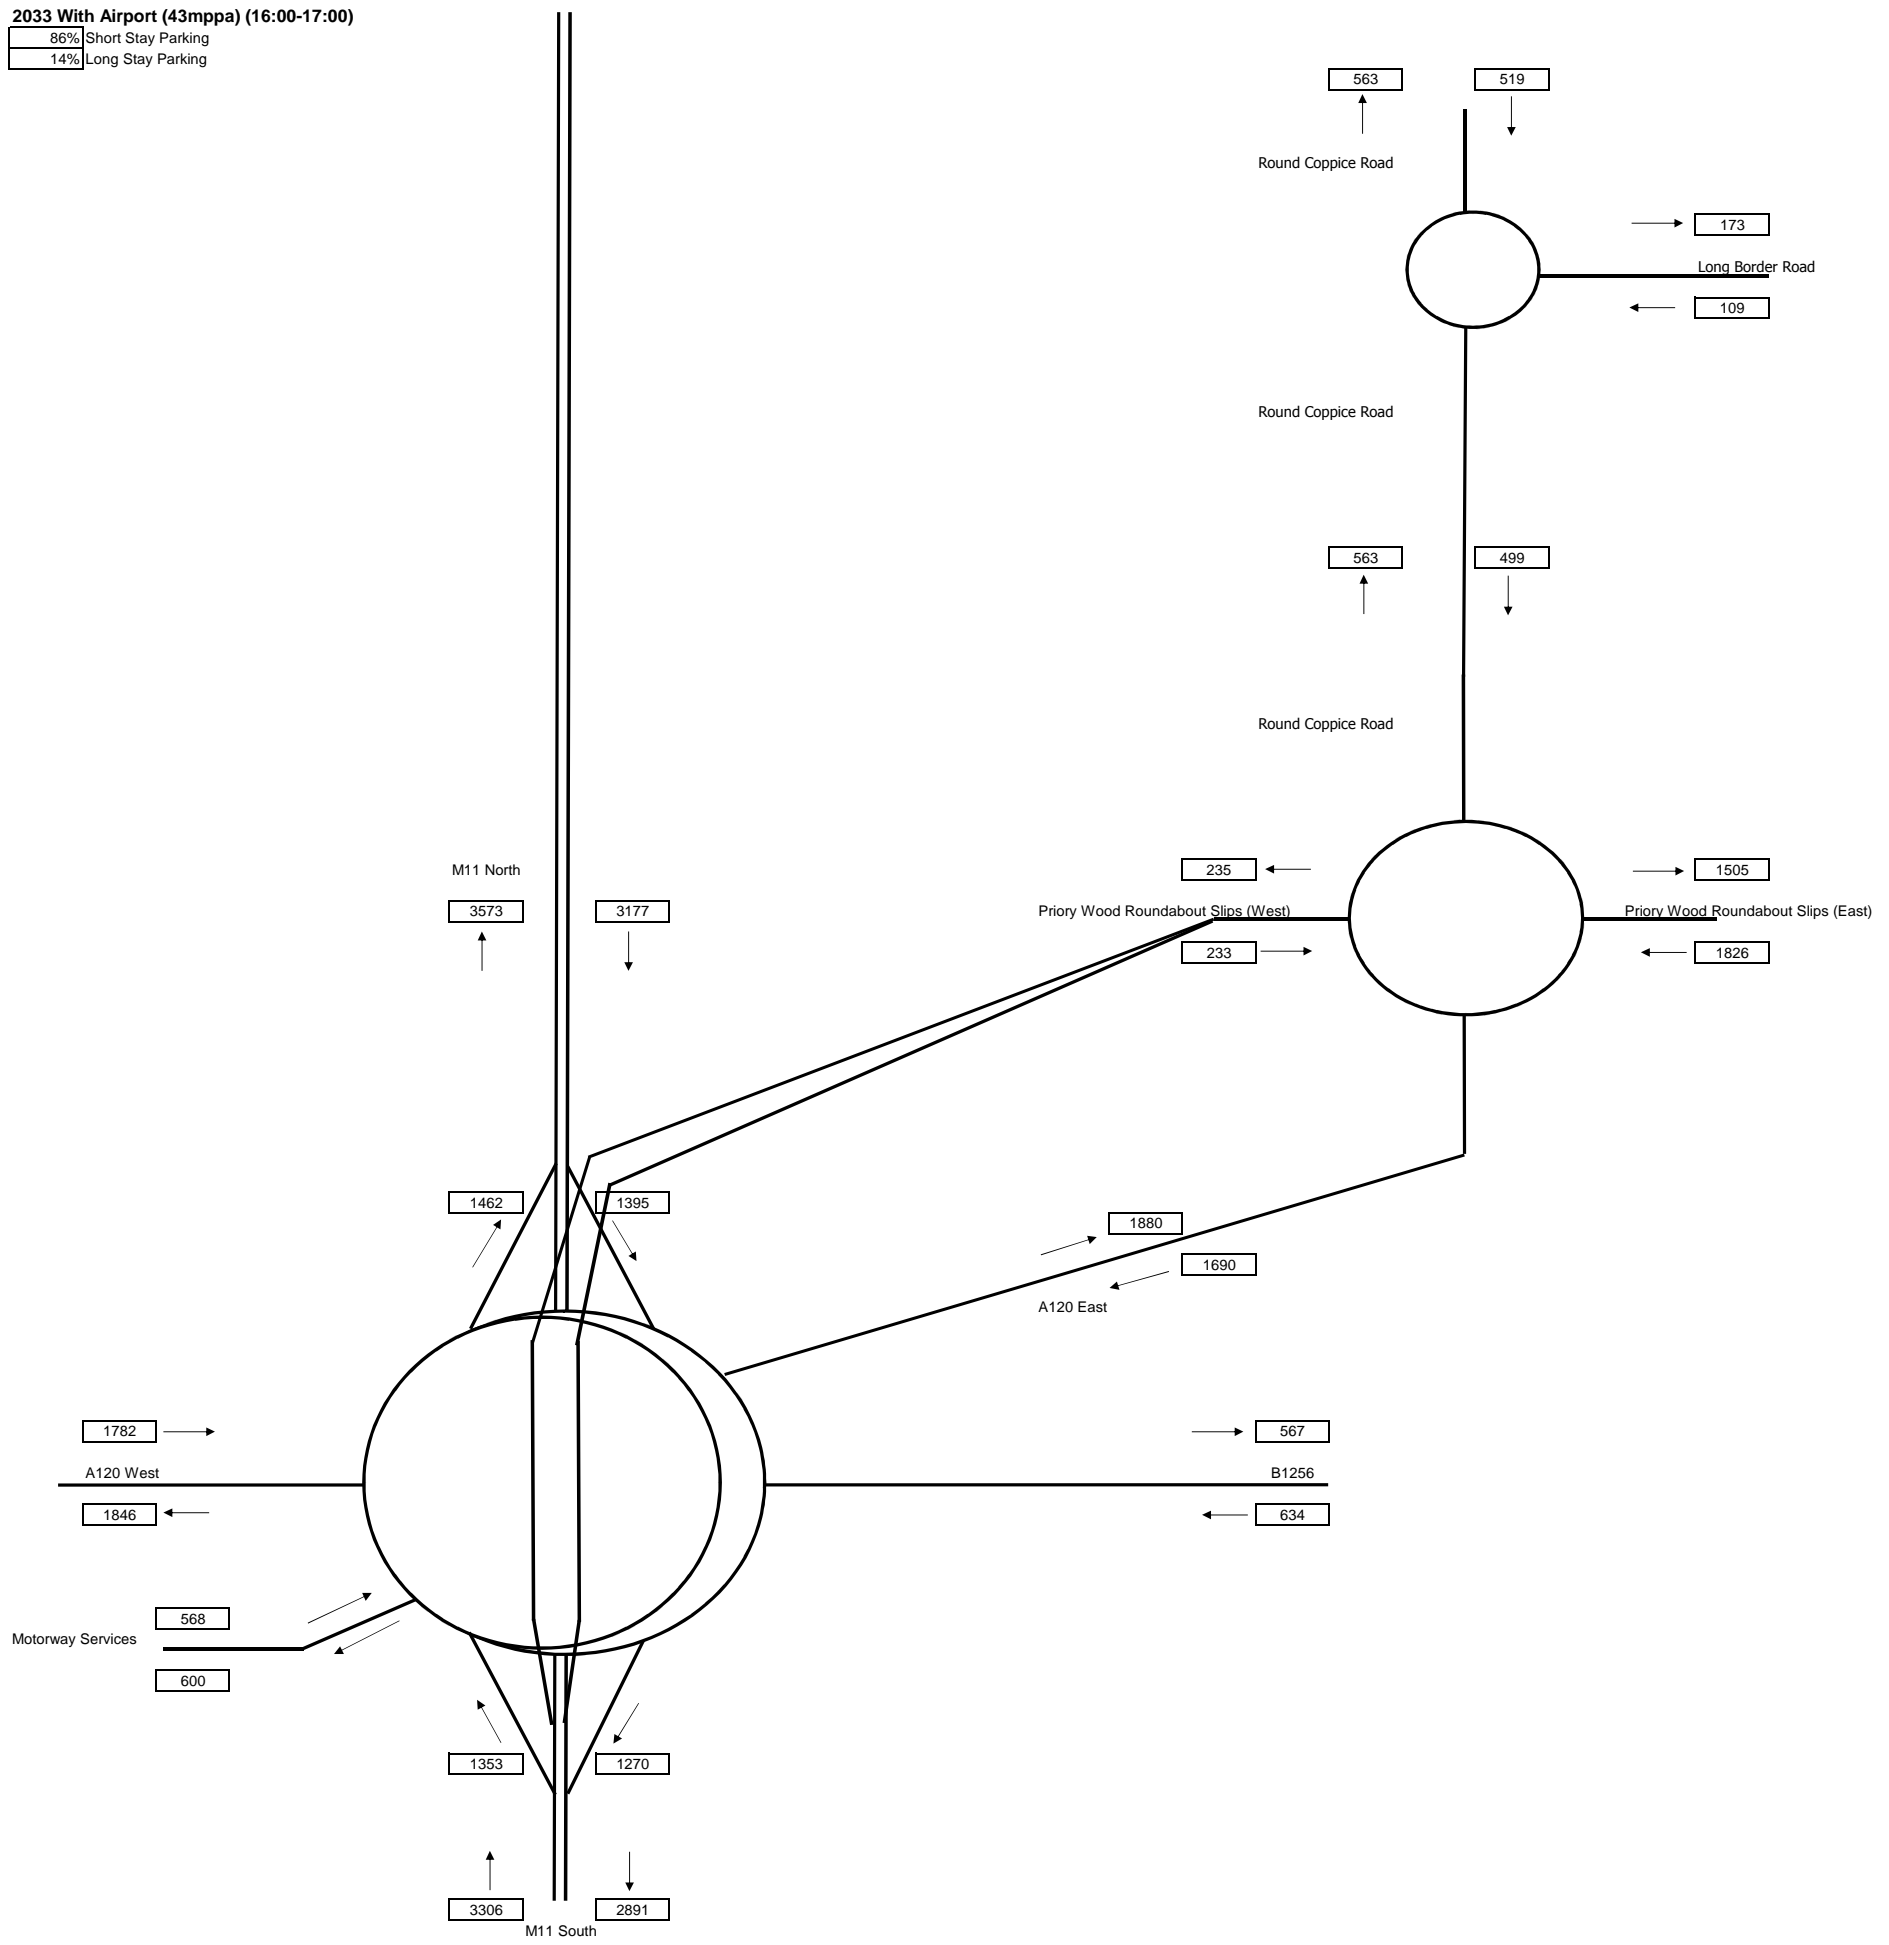 2033 With Airport (43mppa) (16:00-17:00)
86% Short Stay Parking
14% Long Stay Parking
563 519
Round Coppice Road
173
Long Border Road
109
Round Coppice Road
563 499
Round Coppice Road
M11 North
235 1505
3573 3177
Priory Wood Roundabout Slips (West) Priory Wood Roundabout Slips (East)
233 1826
1462 1395
1880
1690
A120 East
1782 567
A120 West B1256
1846 634
568
Motorway Services
600
1353 1270
3306 2891
M11 South